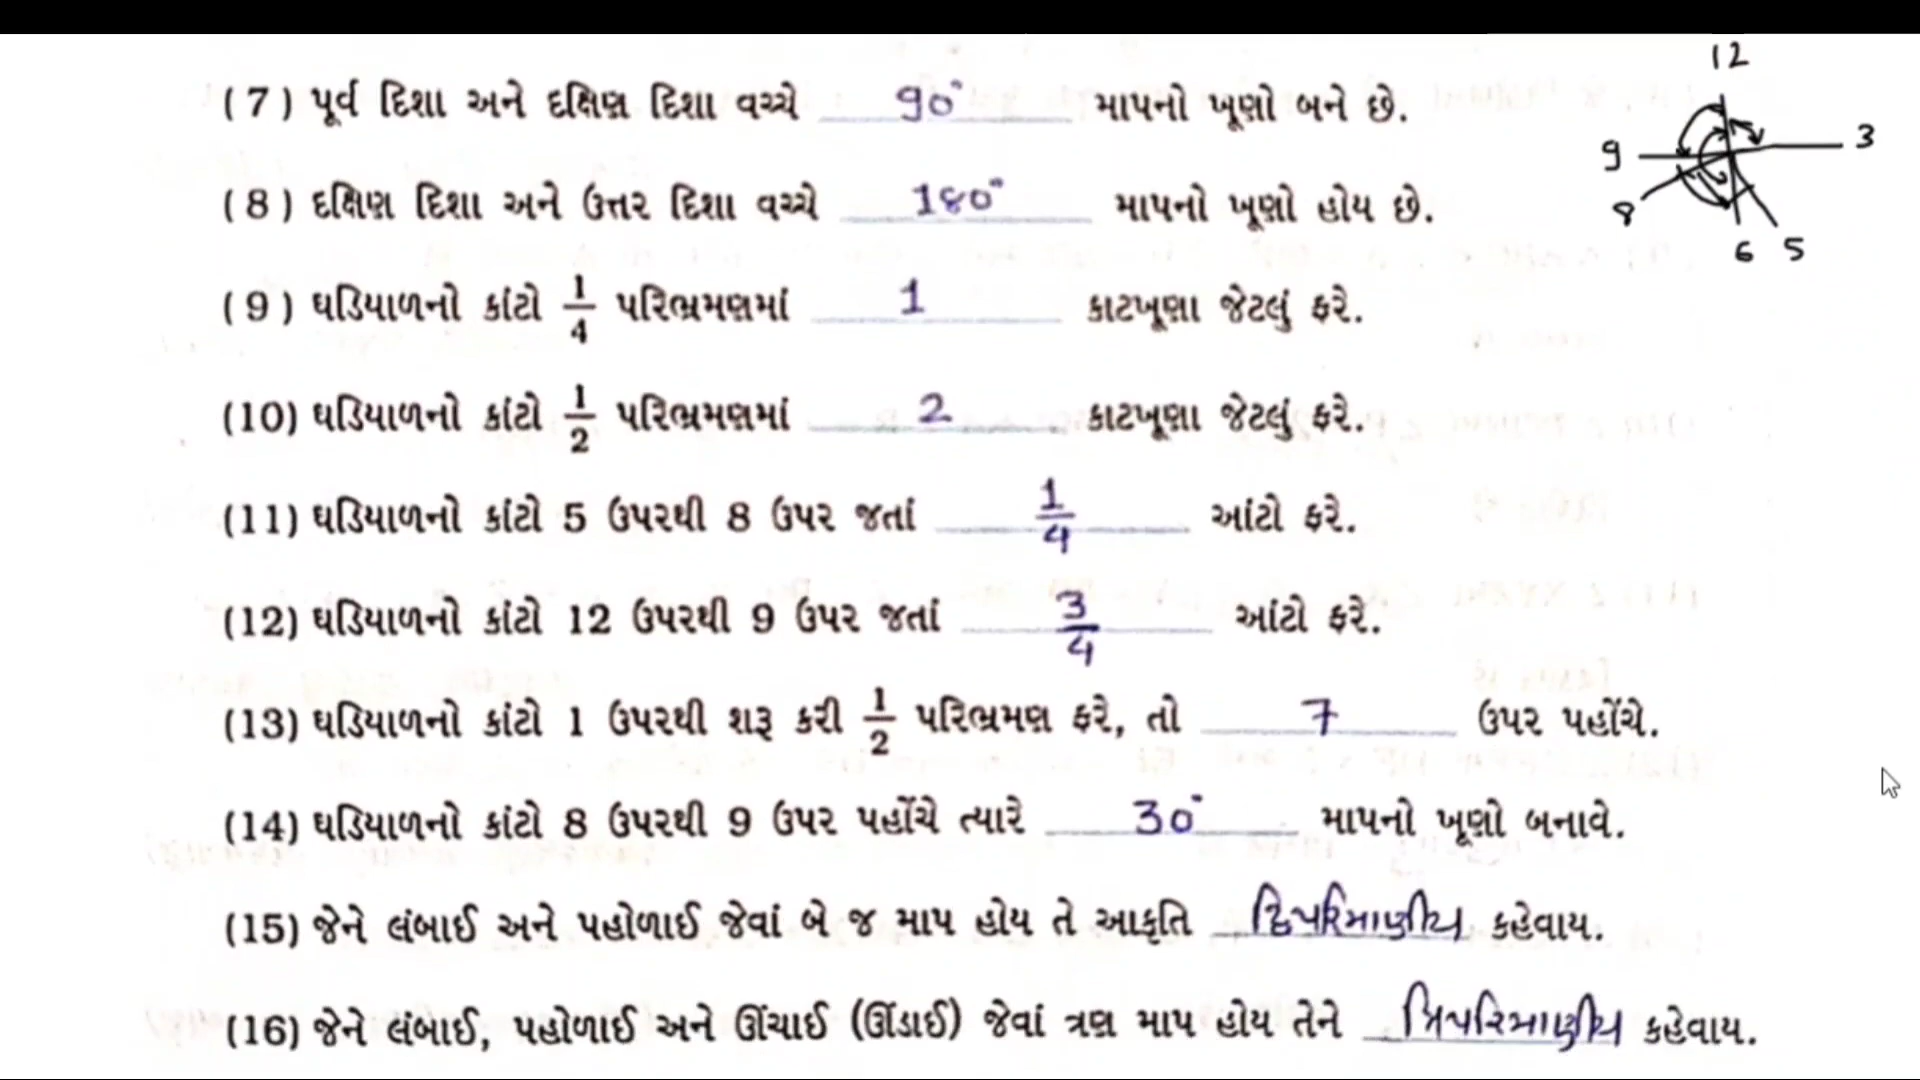 12
(7) પૂર્વ દિશા અને દક્ષિણ દિશા વચ્ચે 90° માપનો ખૂણો બને છે.
9 3
8
6 5
(8) દક્ષિણ દિશા અને ઉત્તર દિશા વચ્ચે 180° માપનો ખૂણો હોય છે.
(9) ઘડિયાળનો કાંટો 1/4 પરિભ્રમણમાં 1 કાટખૂણા જેટલું ફરે.
(10) ઘડિયાળનો કાંટો 1/2 પરિભ્રમણમાં 2 કાટખૂણા જેટલું ફરે.
(11) ઘડિયાળનો કાંટો 5 ઉપરથી 8 ઉપર જતાં 1/4 આંટો ફરે.
(12) ઘડિયાળનો કાંટો 12 ઉપરથી 9 ઉપર જતાં 3/4 આંટો ફરે.
(13) ઘડિયાળનો કાંટો 1 ઉપરથી શરૂ કરી 1/2 પરિભ્રમણ ફરે, તો 7 ઉપર પહોંચે.
(14) ઘડિયાળનો કાંટો 8 ઉપરથી 9 ઉપર પહોંચે ત્યારે 30° માપનો ખૂણો બનાવે.
(15) જેને લંબાઈ અને પહોળાઈ જેવાં બે જ માપ હોય તે આકૃતિ દ્વિપરિમાણીય કહેવાય.
(16) જેને લંબાઈ, પહોળાઈ અને ઊંચાઈ (ઊંડાઈ) જેવાં ત્રણ માપ હોય તેને ત્રિપરિમાણીય કહેવાય.